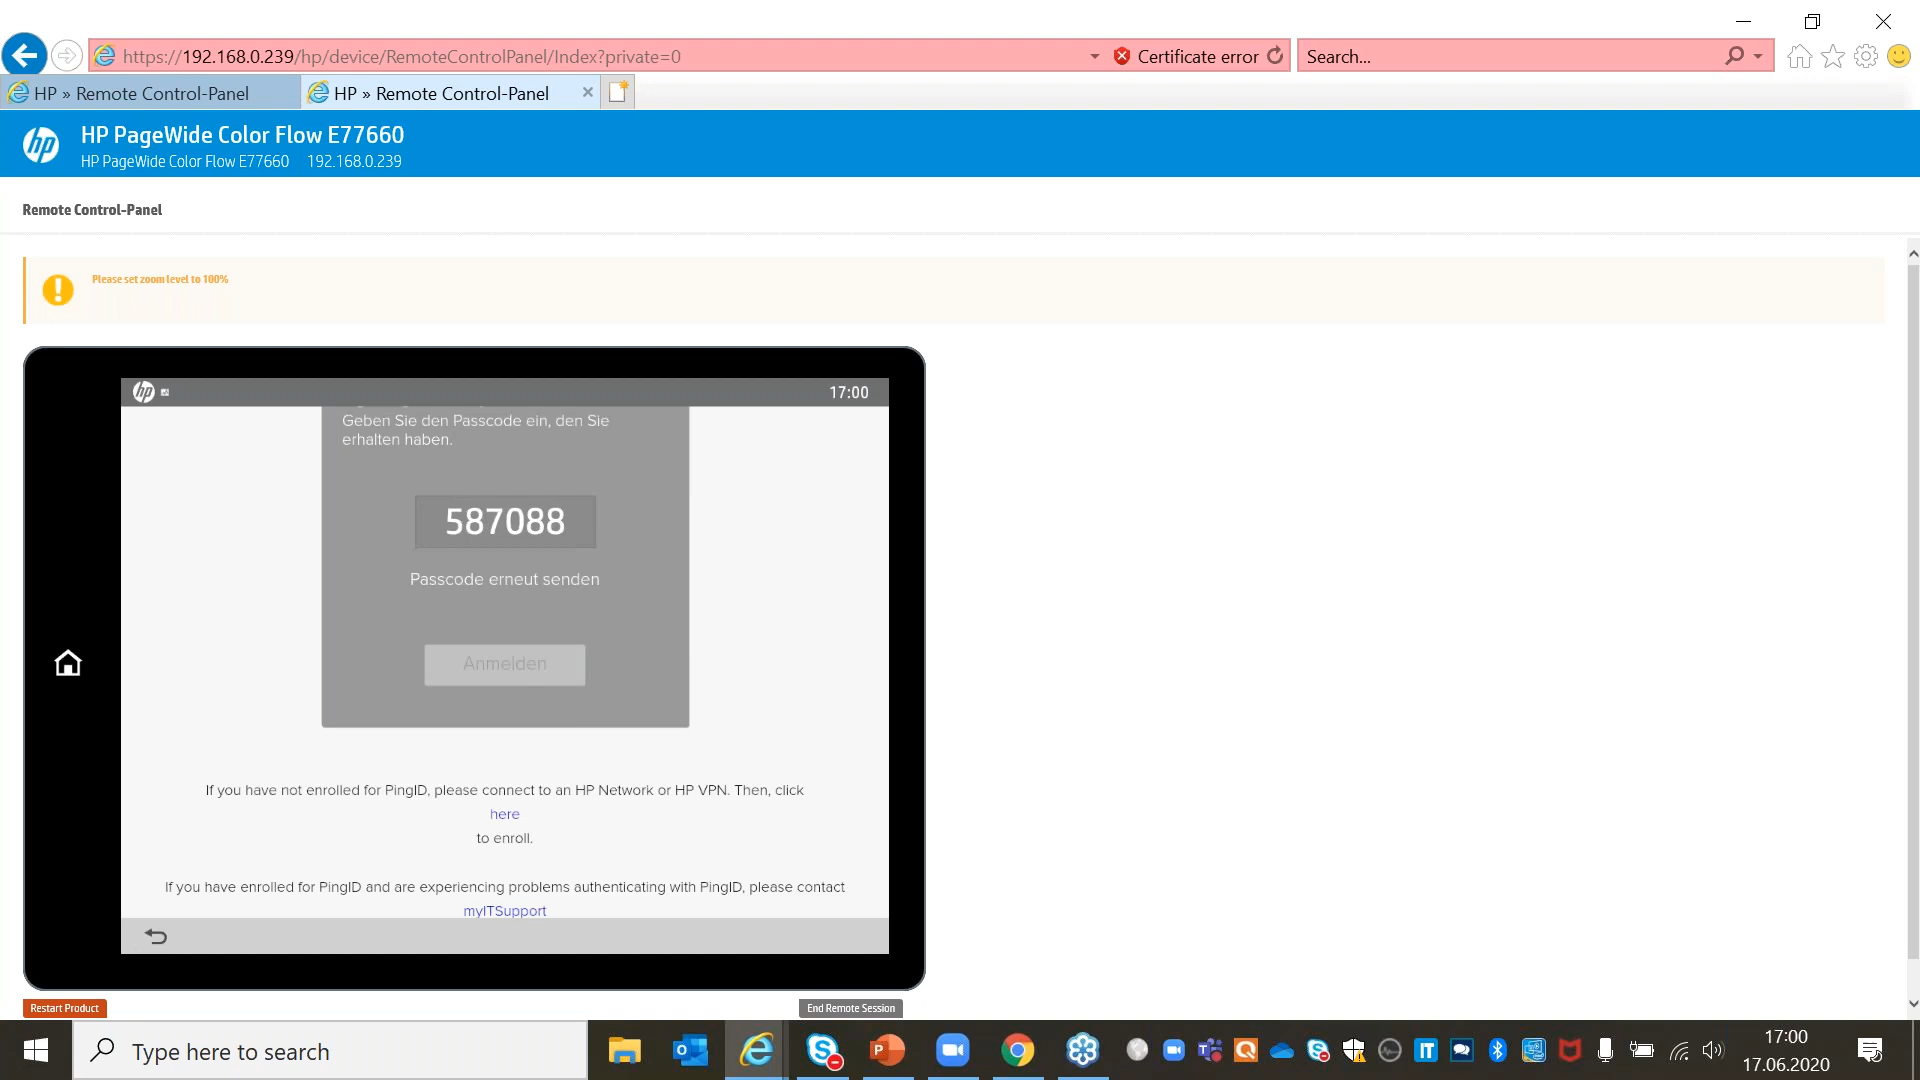 https://192.168.0.239/hp/device/RemoteControlPanel/Index?private=0
Certificate error
Search...
HP » Remote Control-Panel
HP » Remote Control-Panel
hp
HP PageWide Color Flow E77660
HP PageWide Color Flow E77660 192.168.0.239
Remote Control-Panel
Please set zoom level to 100%
hp
17:00
Geben Sie den Passcode ein, den Sie
erhalten haben.
587088
Passcode erneut senden
Anmelden
If you have not enrolled for PingID, please connect to an HP Network or HP VPN. Then, click
here
to enroll.
If you have enrolled for PingID and are experiencing problems authenticating with PingID, please contact
myITSupport
Restart Product
End Remote Session
Type here to search
17:00
17.06.2020